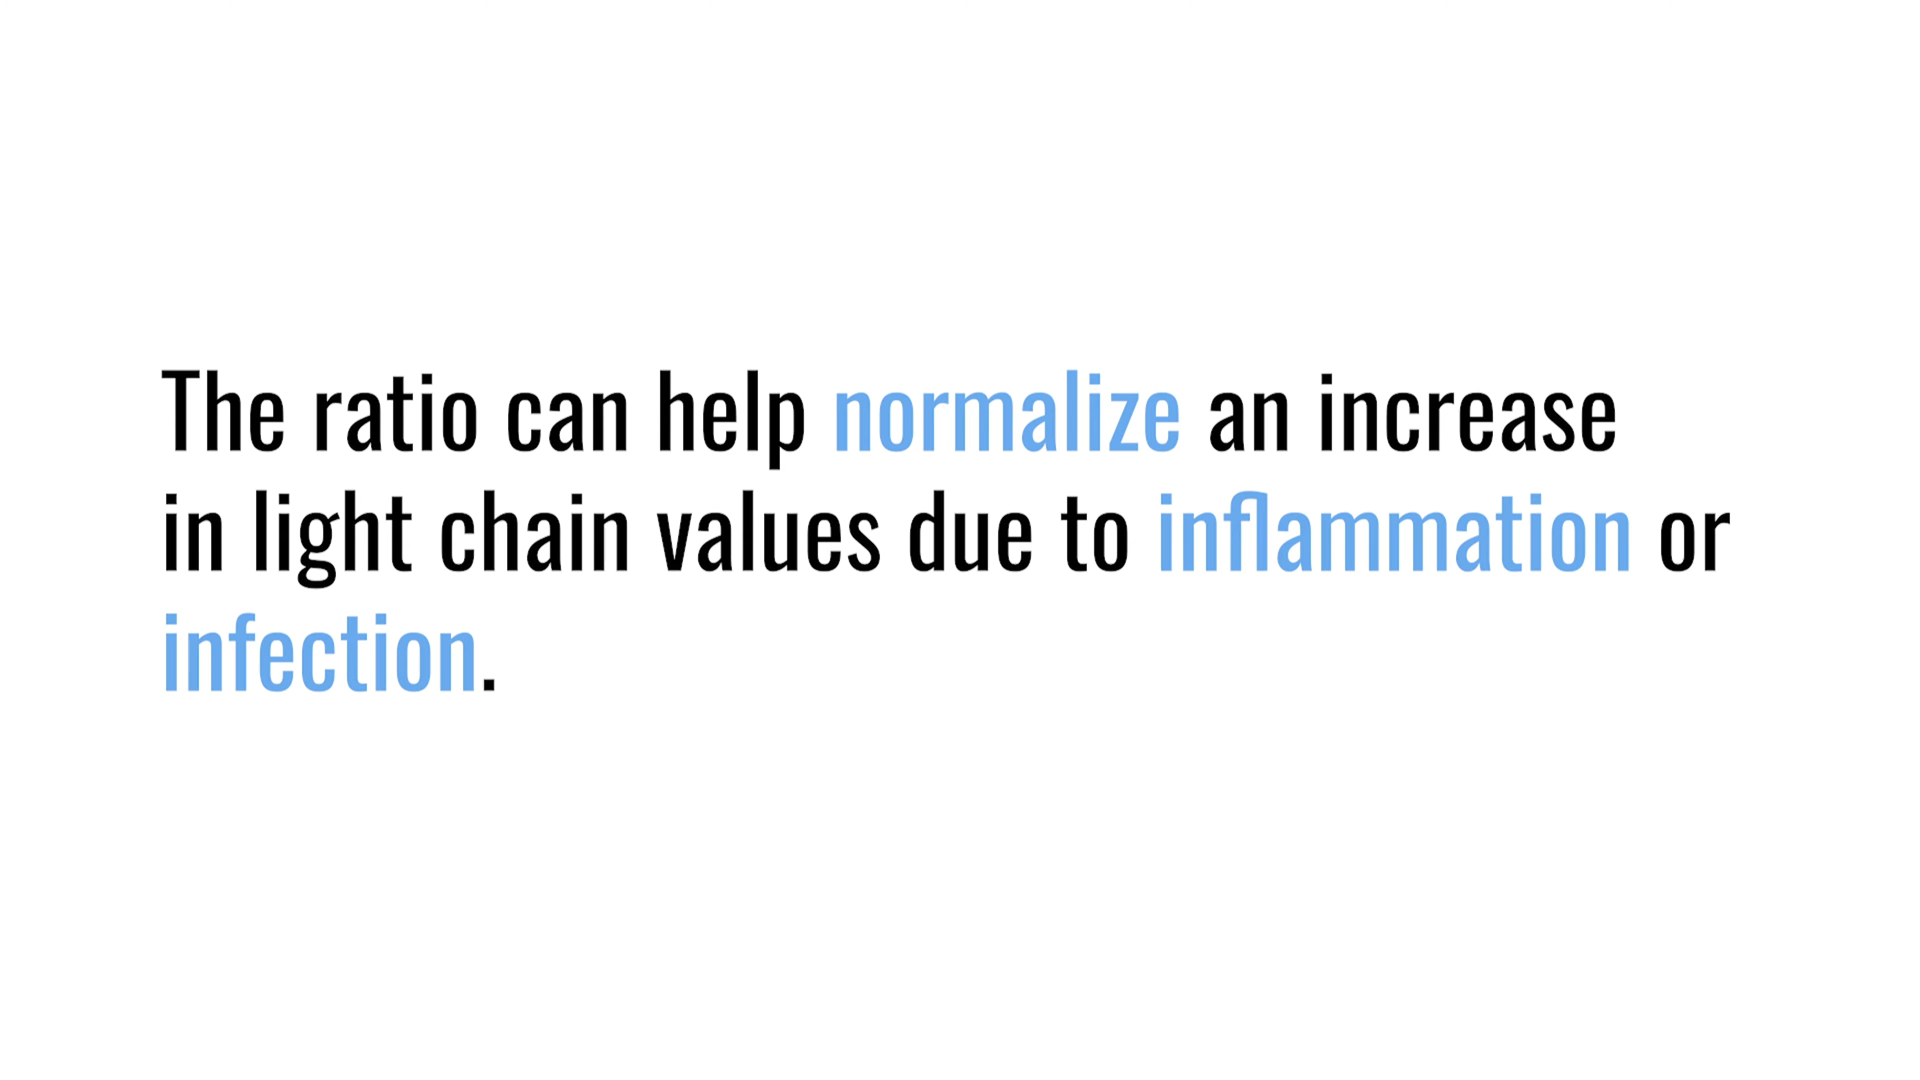 The ratio can help normalize an increase
in light chain values due to inflammation or
infection.